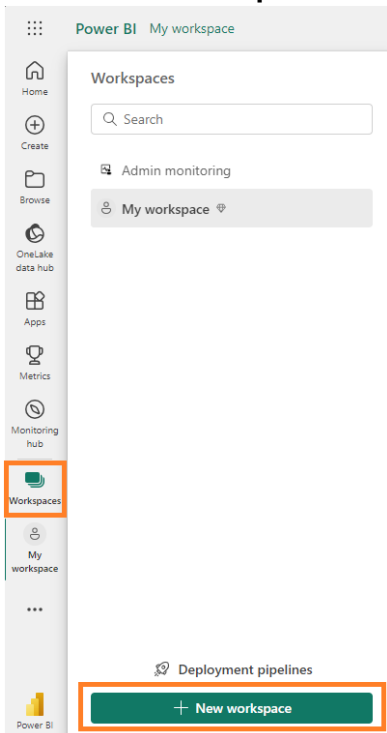 Power BI My workspace
Home
Create
Browse
OneLake
data hub
Apps
Metrics
Monitoring
hub
Workspaces
My
workspace
Power BI
Workspaces
Search
Admin monitoring
My workspace
Deployment pipelines
+ New workspace